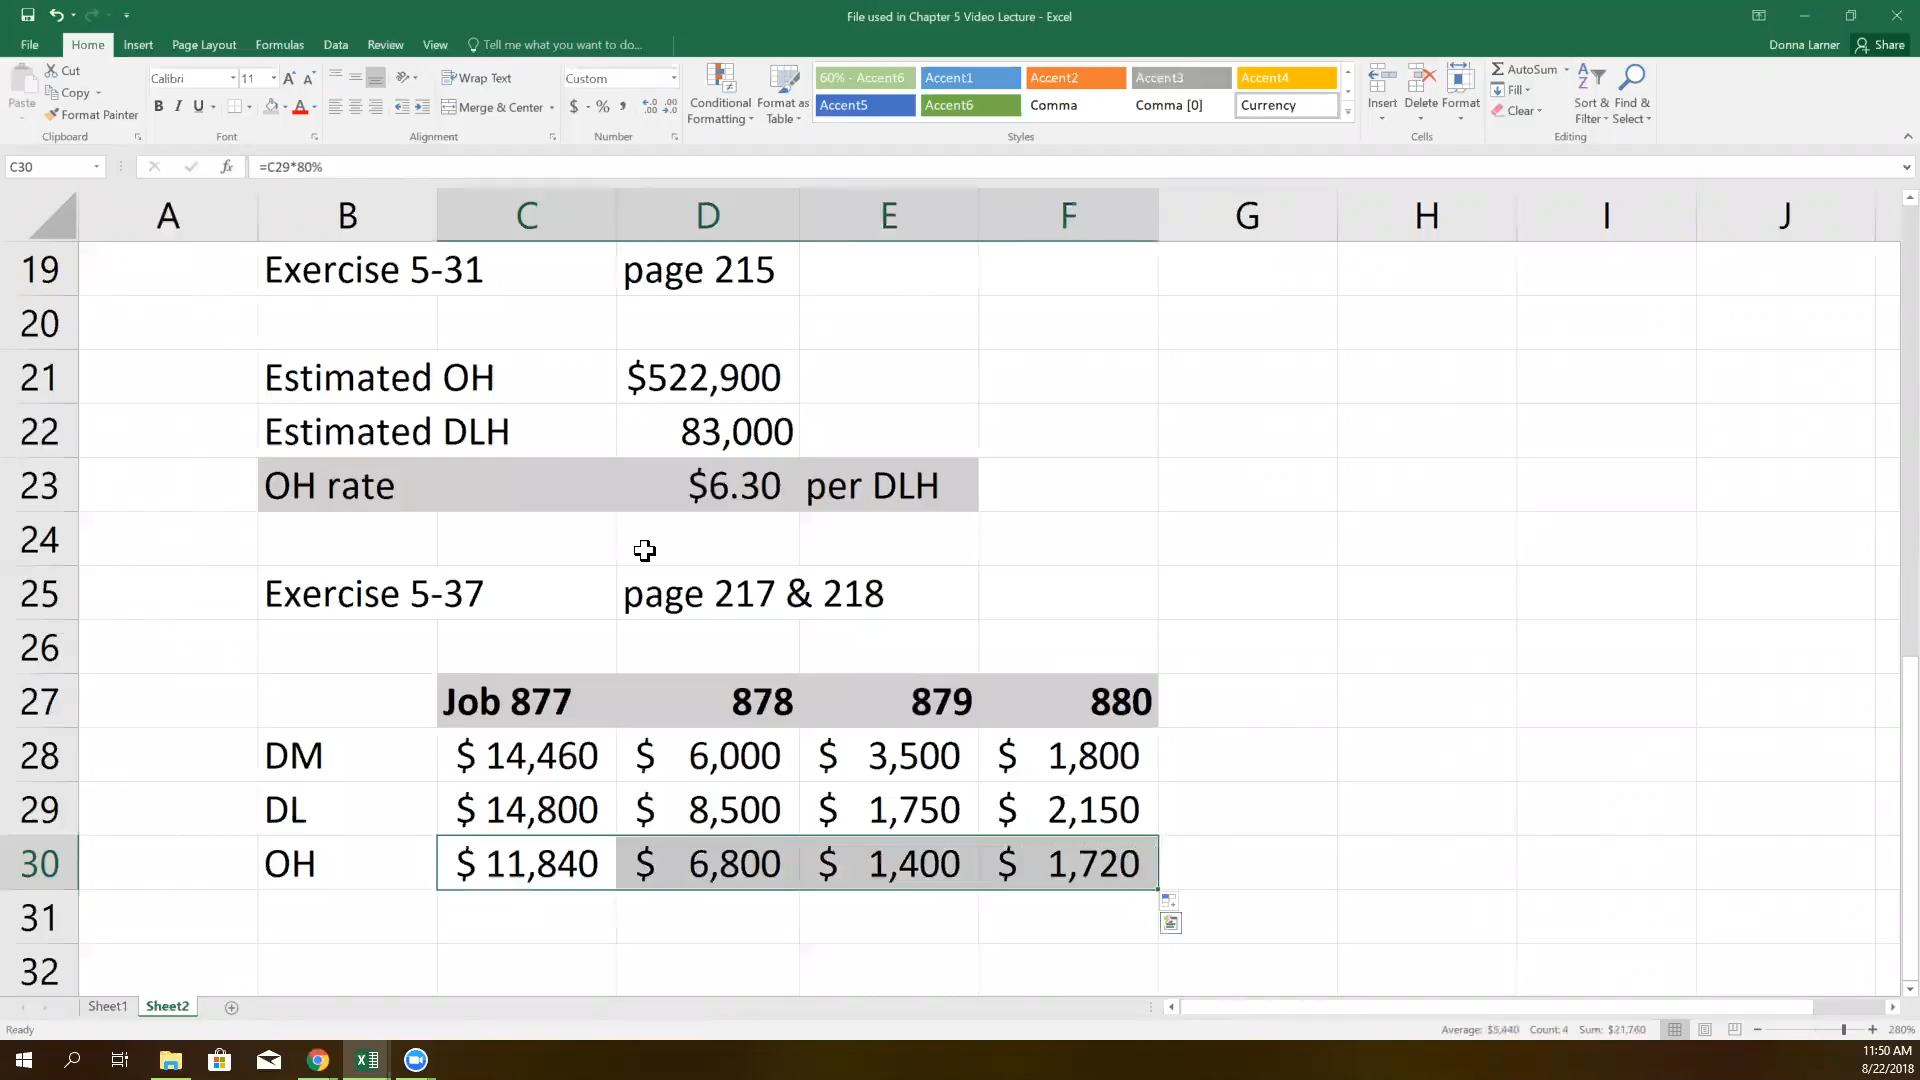 File used in Chapter 5 Video Lecture - Excel
File Home Insert Page Layout Formulas Data Review View Tell me what you want to do... Donna Larner Share
Paste Cut Copy Format Painter Clipboard
Calibri 11 B I U Font
Wrap Text Merge & Center Alignment
Custom $ % Number
Conditional Formatting Format as Table
60% - Accent6 Accent1 Accent2 Accent3 Accent4
Accent5 Accent6 Comma Comma [0] Currency
Styles
Insert Delete Format Cells
AutoSum Fill Clear Sort & Filter Find & Select Editing
C30 fx =C29*80%
A B C D E F G H I J
19 Exercise 5-31 page 215
20
21 Estimated OH $522,900
22 Estimated DLH 83,000
23 OH rate $6.30 per DLH
24
25 Exercise 5-37 page 217 & 218
26
27 Job 877 878 879 880
28 DM $ 14,460 $ 6,000 $ 3,500 $ 1,800
29 DL $ 14,800 $ 8,500 $ 1,750 $ 2,150
30 OH $ 11,840 $ 6,800 $ 1,400 $ 1,720
31
32
Sheet1 Sheet2
Ready Average: $5,440 Count: 4 Sum: $21,760 280%
11:50 AM
8/22/2018